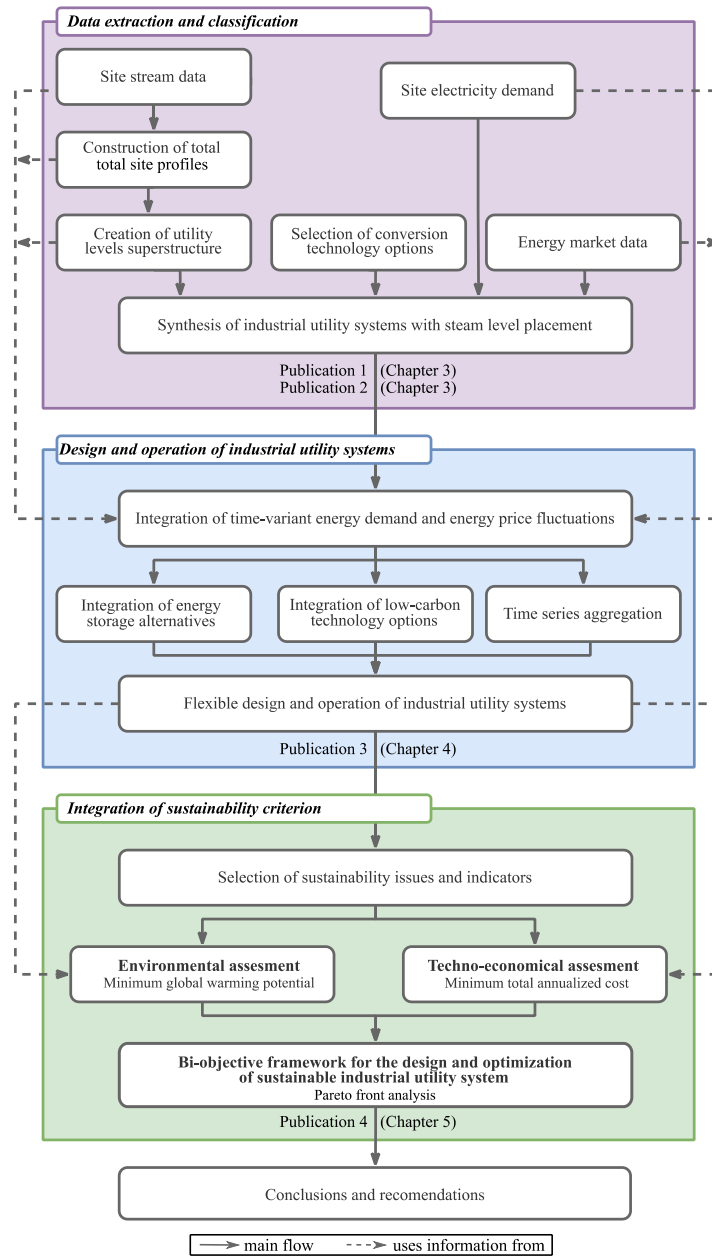 Data extraction and classification
Site stream data
Site electricity demand
Construction of total
total site profiles
Creation of utility
levels superstructure
Selection of conversion
technology options
Energy market data
Synthesis of industrial utility systems with steam level placement
Publication 1 (Chapter 3)
Publication 2 (Chapter 3)
Design and operation of industrial utility systems
Integration of time-variant energy demand and energy price fluctuations
Integration of energy
storage alternatives
Integration of low-carbon
technology options
Time series aggregation
Flexible design and operation of industrial utility systems
Publication 3 (Chapter 4)
Integration of sustainability criterion
Selection of sustainability issues and indicators
Environmental assesment
Minimum global warming potential
Techno-economical assesment
Minimum total annualized cost
Bi-objective framework for the design and optimization
of sustainable industrial utility system
Pareto front analysis
Publication 4 (Chapter 5)
Conclusions and recomendations
main flow
uses information from